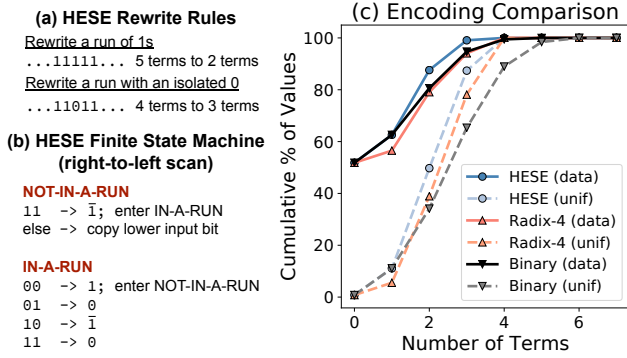 (a) HESE Rewrite Rules
Rewrite a run of 1s
...11111... 5 terms to 2 terms
Rewrite a run with an isolated 0
...11011... 4 terms to 3 terms
(b) HESE Finite State Machine
(right-to-left scan)
NOT-IN-A-RUN
11 -> 1̅; enter IN-A-RUN
else -> copy lower input bit
IN-A-RUN
00 -> 1; enter NOT-IN-A-RUN
01 -> 0
10 -> 1̅
11 -> 0
(c) Encoding Comparison
Cumulative % of Values
100
80
60
40
20
0
HESE (data)
HESE (unif)
Radix-4 (data)
Radix-4 (unif)
Binary (data)
Binary (unif)
0 2 4 6
Number of Terms